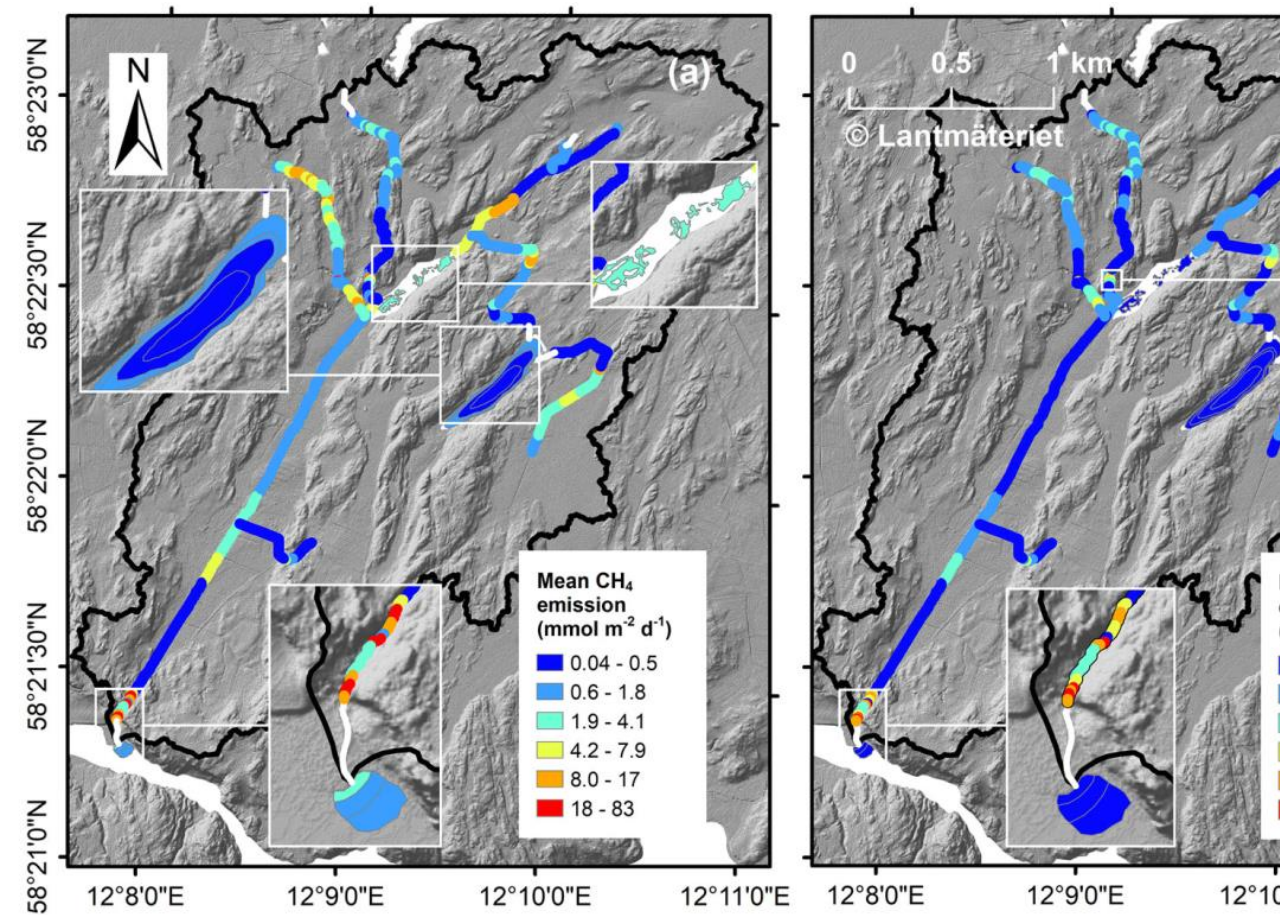 N
(a)
0 0.5 1 km
© Lantmäteriet
58°23'0"N
58°22'30"N
58°22'0"N
58°21'30"N
58°21'0"N
Mean CH₄
emission
(mmol m⁻² d⁻¹)
0.04 - 0.5
0.6 - 1.8
1.9 - 4.1
4.2 - 7.9
8.0 - 17
18 - 83
12°8'0"E 12°9'0"E 12°10'0"E 12°11'0"E
12°8'0"E 12°9'0"E 12°1